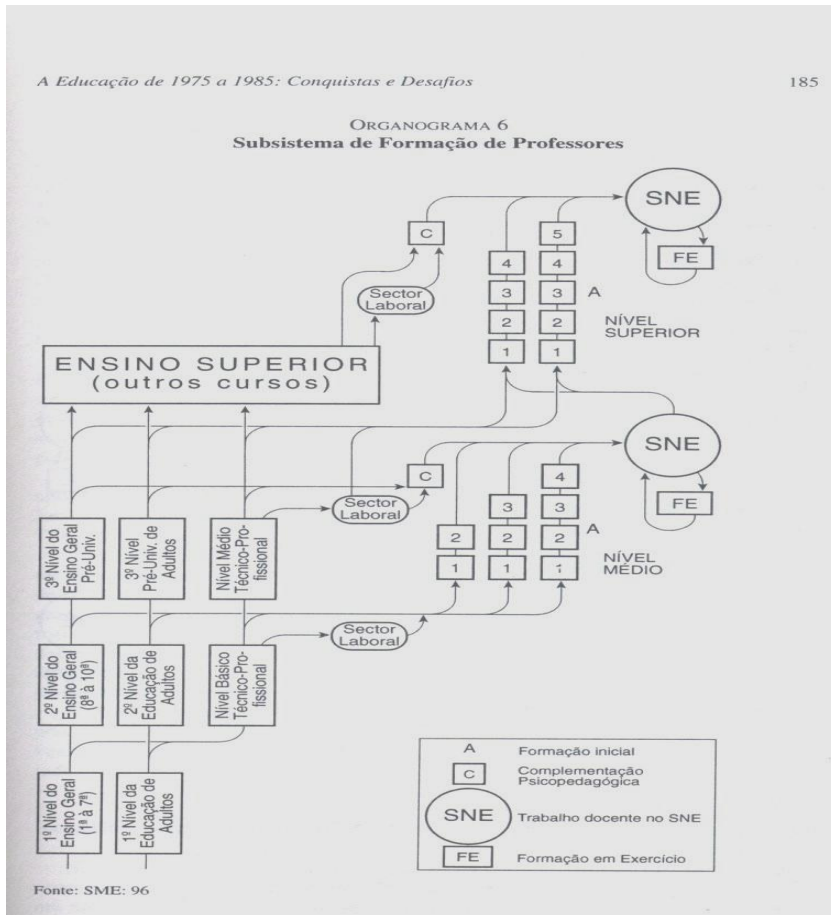 A Educação de 1975 a 1985: Conquistas e Desafios 185
ORGANOGRAMA 6
Subsistema de Formação de Professores
SNE
FE
C
5
4 4
3 3 A
2 2
1 1
NÍVEL
SUPERIOR
Sector
Laboral
ENSINO SUPERIOR
(outros cursos)
SNE
FE
C
4
3 3
2 2 2 A
1 1 1
NÍVEL
MÉDIO
Sector
Laboral
3º Nível do
Ensino Geral
Pré-Univ.
3º Nível
Pré-Univ. de
Adultos
Nível Médio
Técnico-Pro-
fissional
Sector
Laboral
2º Nível do
Ensino Geral
(8ª à 10ª)
2º Nível da
Educação de
Adultos
Nível Básico
Técnico-Pro-
fissional
1º Nível do
Ensino Geral
(1ª à 7ª)
1º Nível da
Educação de
Adultos
A Formação inicial
C Complementação
Psicopedagógica
SNE Trabalho docente no SNE
FE Formação em Exercício
Fonte: SME: 96